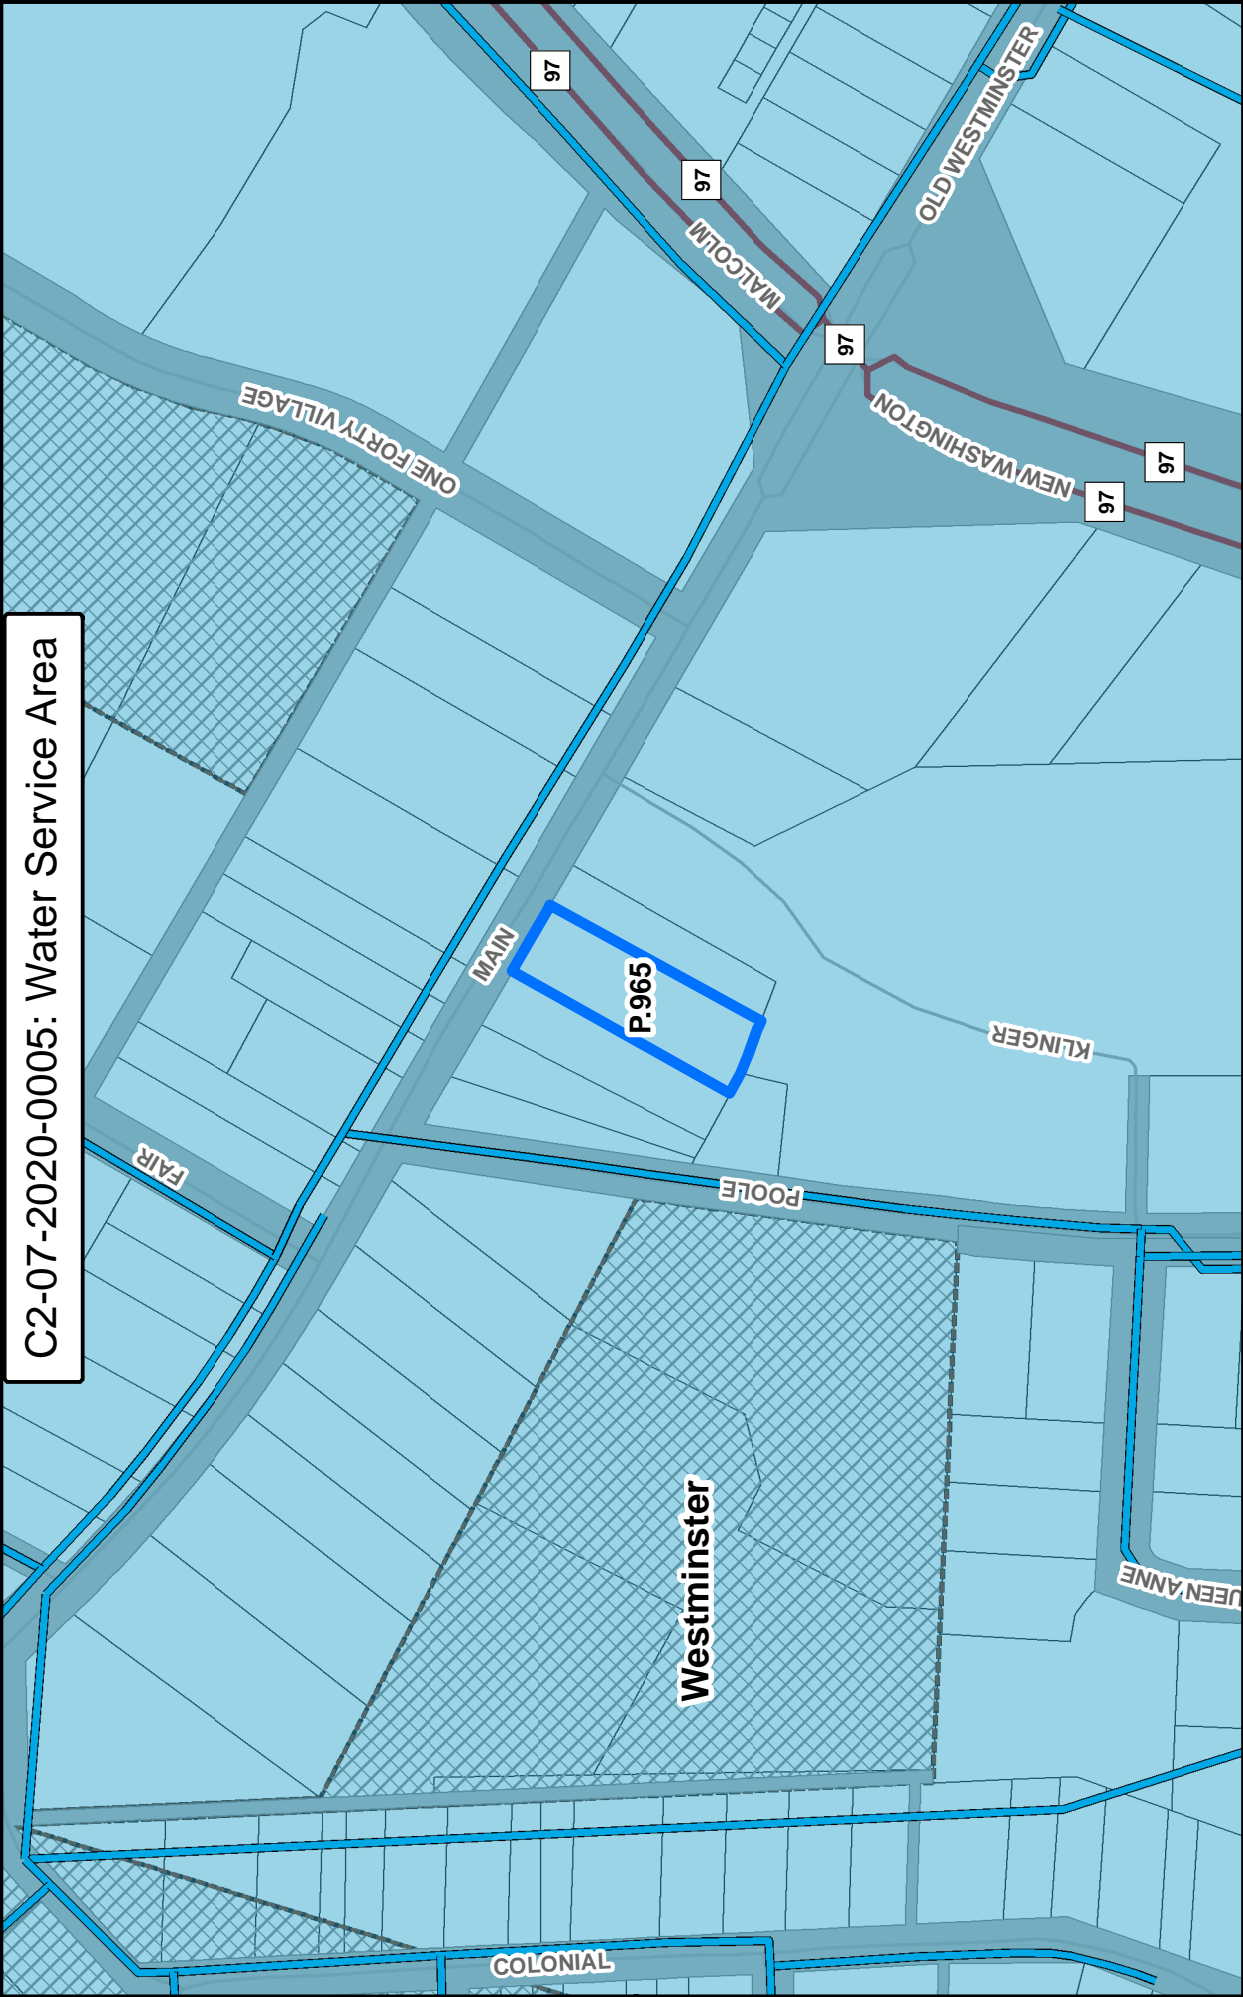 C2-07-2020-0005: Water Service Area
97
97
MALCOLM
OLD WESTMINSTER
97
NEW WASHINGTON
97
97
ONE FORTY VILLAGE
MAIN
P.965
KLINGER
FAIR
POOLE
Westminster
UEEN ANNE
COLONIAL